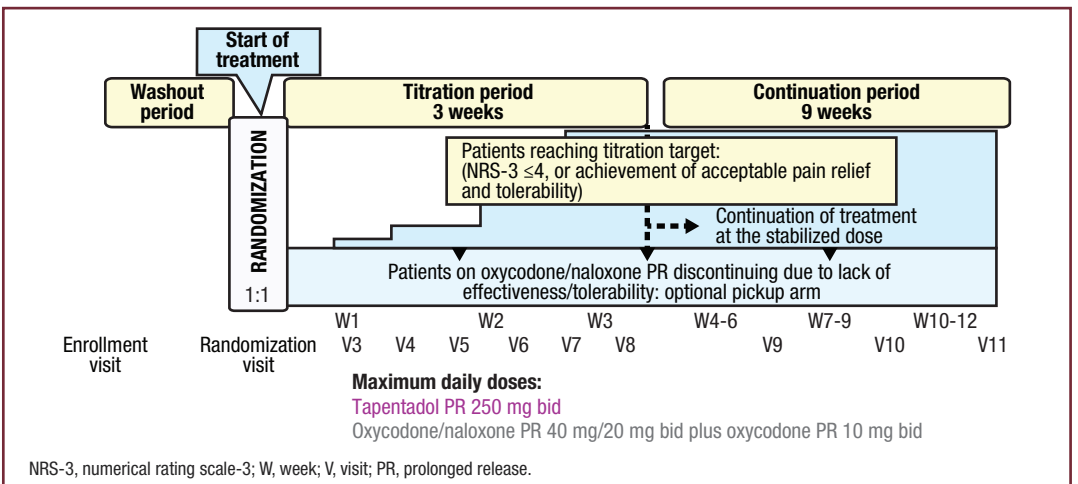 Start of
treatment
Washout
period
Titration period
3 weeks
Continuation period
9 weeks
RANDOMIZATION
1:1
Patients reaching titration target:
(NRS-3 ≤4, or achievement of acceptable pain relief
and tolerability)
Continuation of treatment
at the stabilized dose
Patients on oxycodone/naloxone PR discontinuing due to lack of
effectiveness/tolerability: optional pickup arm
W1 W2 W3 W4-6 W7-9 W10-12
Enrollment
visit
Randomization
visit
V3 V4 V5 V6 V7 V8 V9 V10 V11
Maximum daily doses:
Tapentadol PR 250 mg bid
Oxycodone/naloxone PR 40 mg/20 mg bid plus oxycodone PR 10 mg bid
NRS-3, numerical rating scale-3; W, week; V, visit; PR, prolonged release.